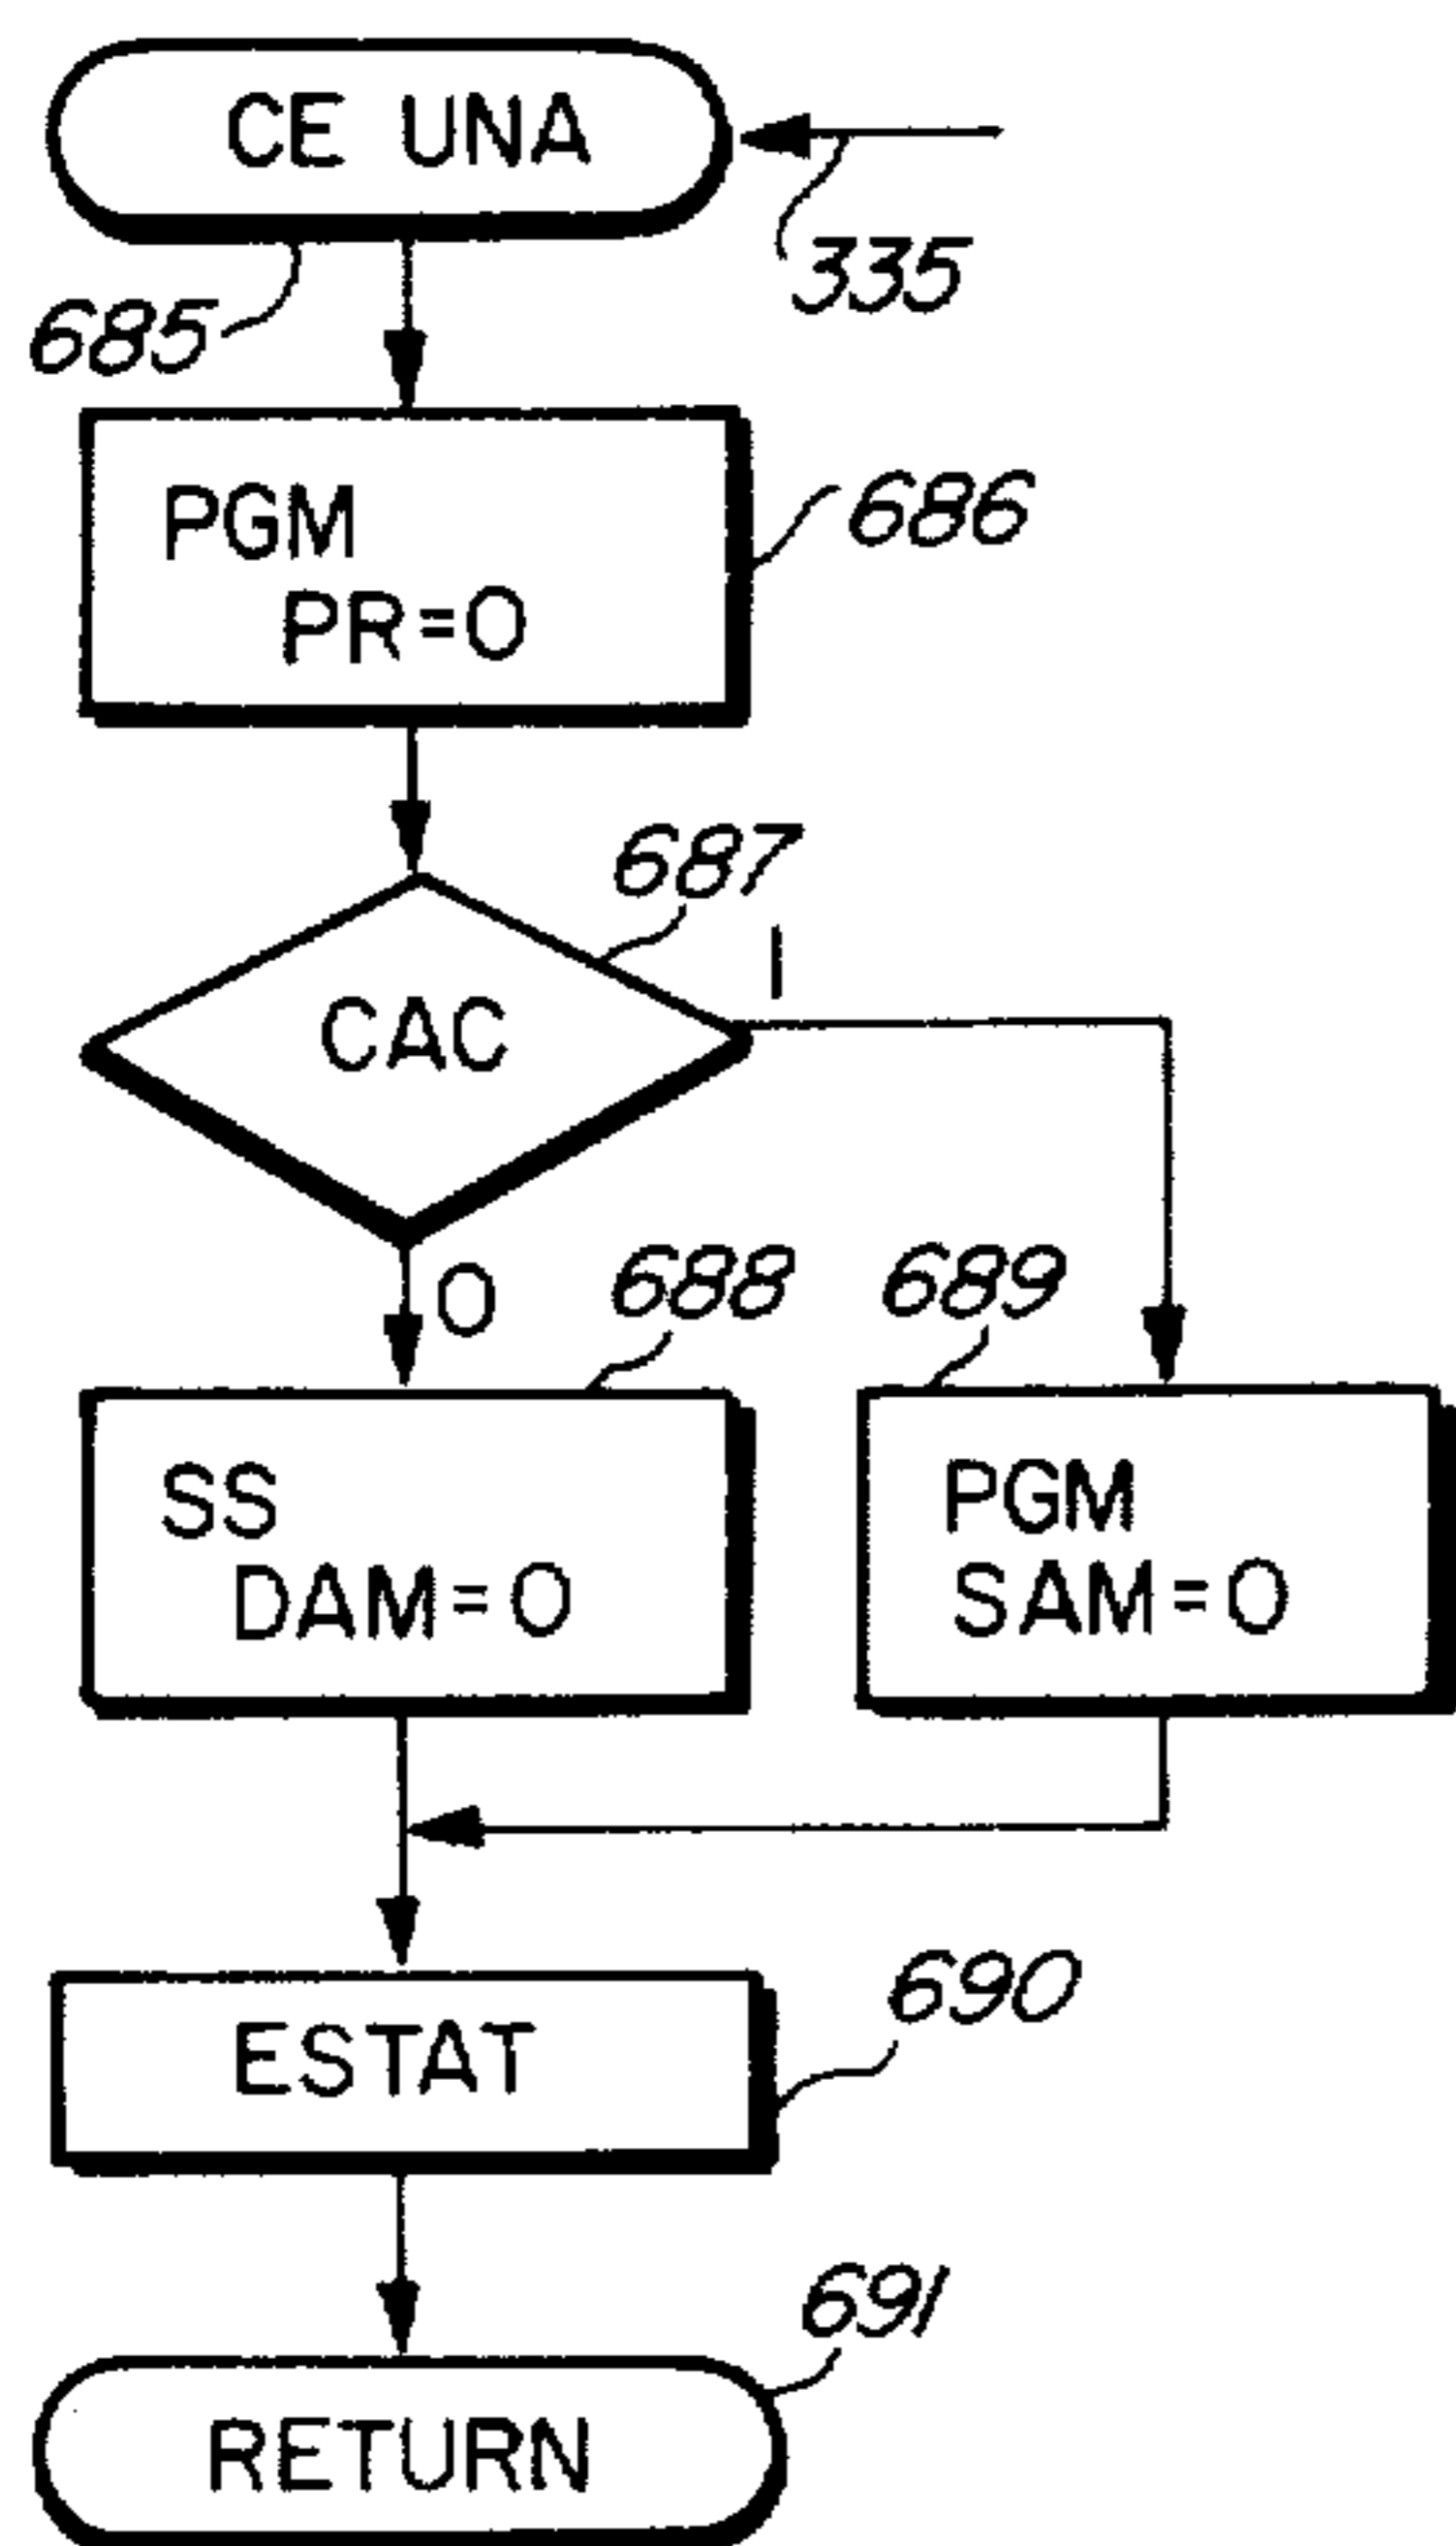 CE UNA
335
685
PGM
PR=0
686
687
CAC
1
0
688
689
SS
DAM=0
PGM
SAM=0
ESTAT
690
691
RETURN